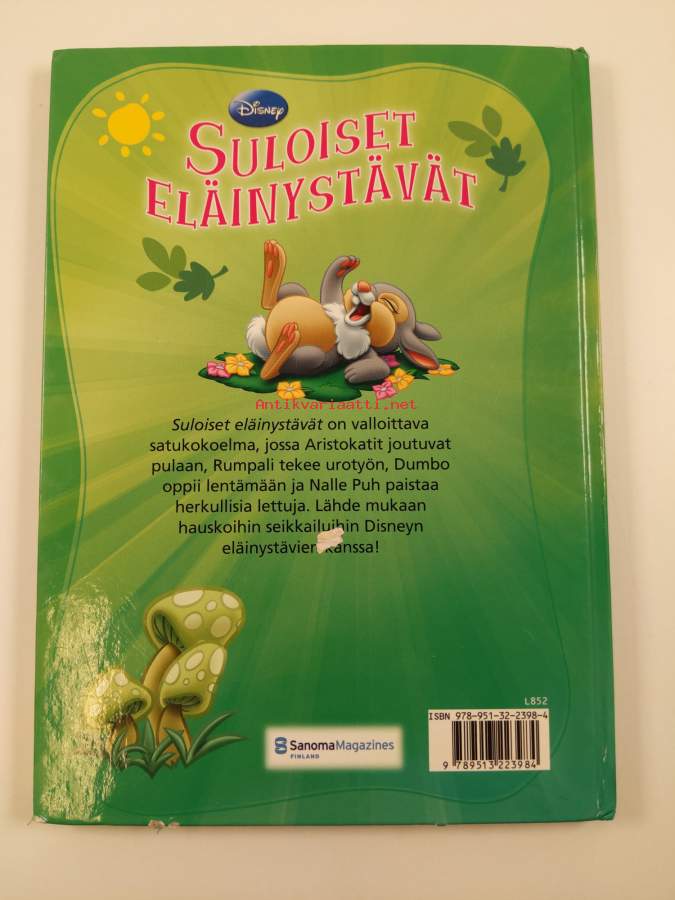 Disney
SULOISET
ELÄINYSTÄVÄT
Antikvariaatti.net
Suloiset eläinystävät on valloittava
satukokoelma, jossa Aristokatit joutuvat
pulaan, Rumpali tekee urotyön, Dumbo
oppii lentämään ja Nalle Puh paistaa
herkullisia lettuja. Lähde mukaan
hauskoihin seikkailuihin Disneyn
eläinystävien kanssa!
L852
ISBN 978-951-32-2398-4
SanomaMagazines
FINLAND
9 789513 223984